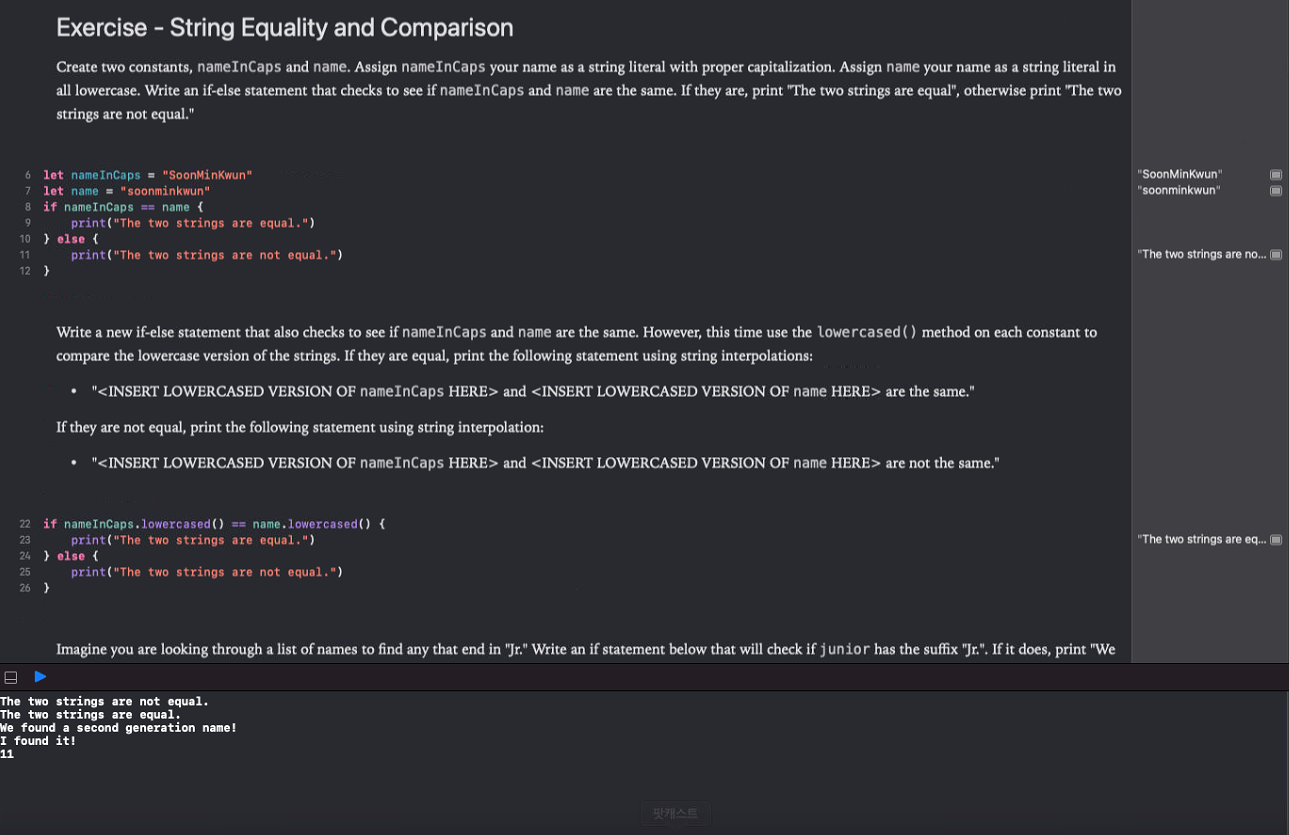 Exercise - String Equality and Comparison
Create two constants, nameInCaps and name. Assign nameInCaps your name as a string literal with proper capitalization. Assign name your name as a string literal in
all lowercase. Write an if-else statement that checks to see if nameInCaps and name are the same. If they are, print "The two strings are equal", otherwise print "The two
strings are not equal."
6 let nameInCaps = "SoonMinKwun"
"SoonMinKwun"
7 let name = "soonminkwun"
"soonminkwun"
8 if nameInCaps == name {
9 print("The two strings are equal.")
10 } else {
11 print("The two strings are not equal.")
"The two strings are no...
12 }
Write a new if-else statement that also checks to see if nameInCaps and name are the same. However, this time use the lowercased() method on each constant to
compare the lowercase version of the strings. If they are equal, print the following statement using string interpolations:
• "<INSERT LOWERCASED VERSION OF nameInCaps HERE> and <INSERT LOWERCASED VERSION OF name HERE> are the same."
If they are not equal, print the following statement using string interpolation:
• "<INSERT LOWERCASED VERSION OF nameInCaps HERE> and <INSERT LOWERCASED VERSION OF name HERE> are not the same."
22 if nameInCaps.lowercased() == name.lowercased() {
23 print("The two strings are equal.")
"The two strings are eq...
24 } else {
25 print("The two strings are not equal.")
26 }
Imagine you are looking through a list of names to find any that end in "Jr." Write an if statement below that will check if junior has the suffix "Jr.". If it does, print "We
The two strings are not equal.
The two strings are equal.
We found a second generation name!
I found it!
11
팟캐스트